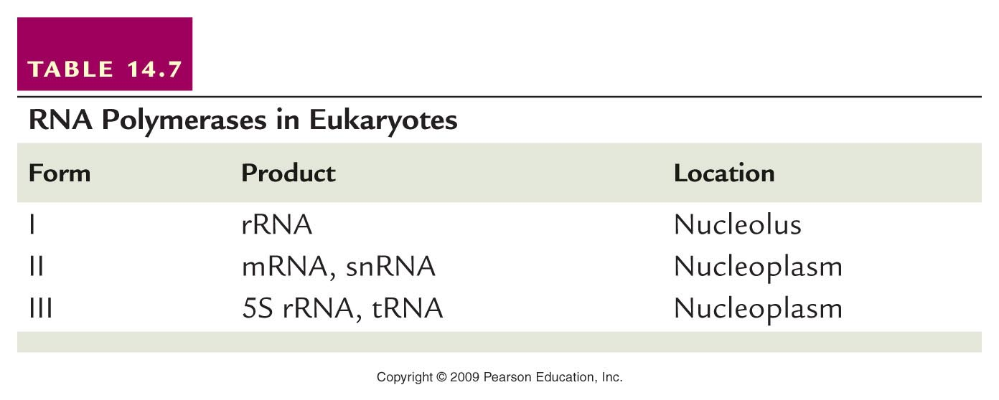 TABLE 14.7
RNA Polymerases in Eukaryotes
Form Product Location
I rRNA Nucleolus
II mRNA, snRNA Nucleoplasm
III 5S rRNA, tRNA Nucleoplasm
Copyright © 2009 Pearson Education, Inc.